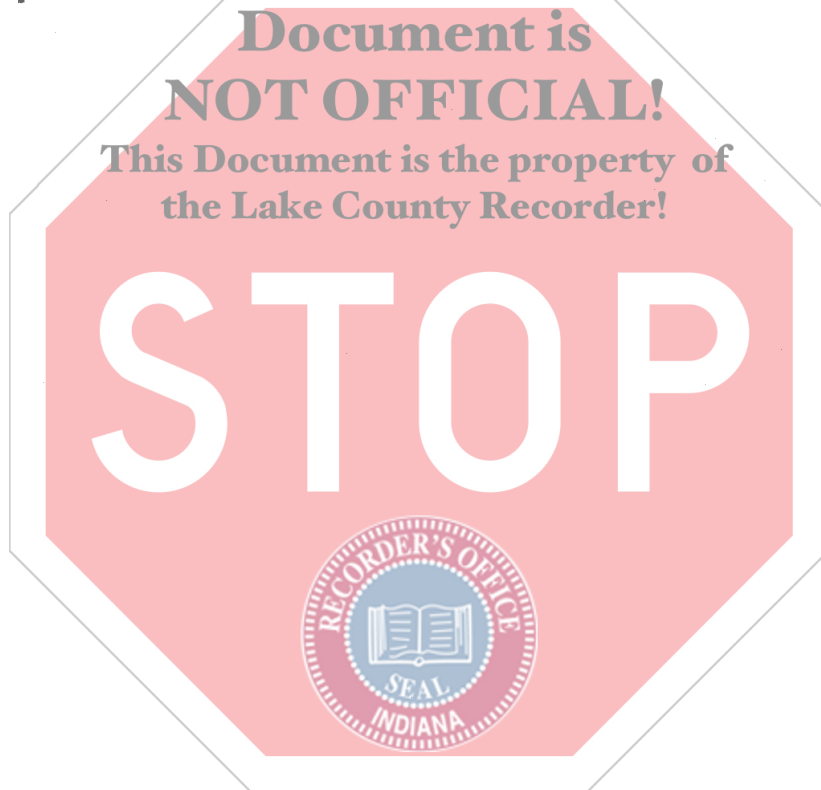 Document is
NOT OFFICIAL!
This Document is the property of
the Lake County Recorder!
STOP
RECORDER'S OFFICE
SEAL
INDIANA